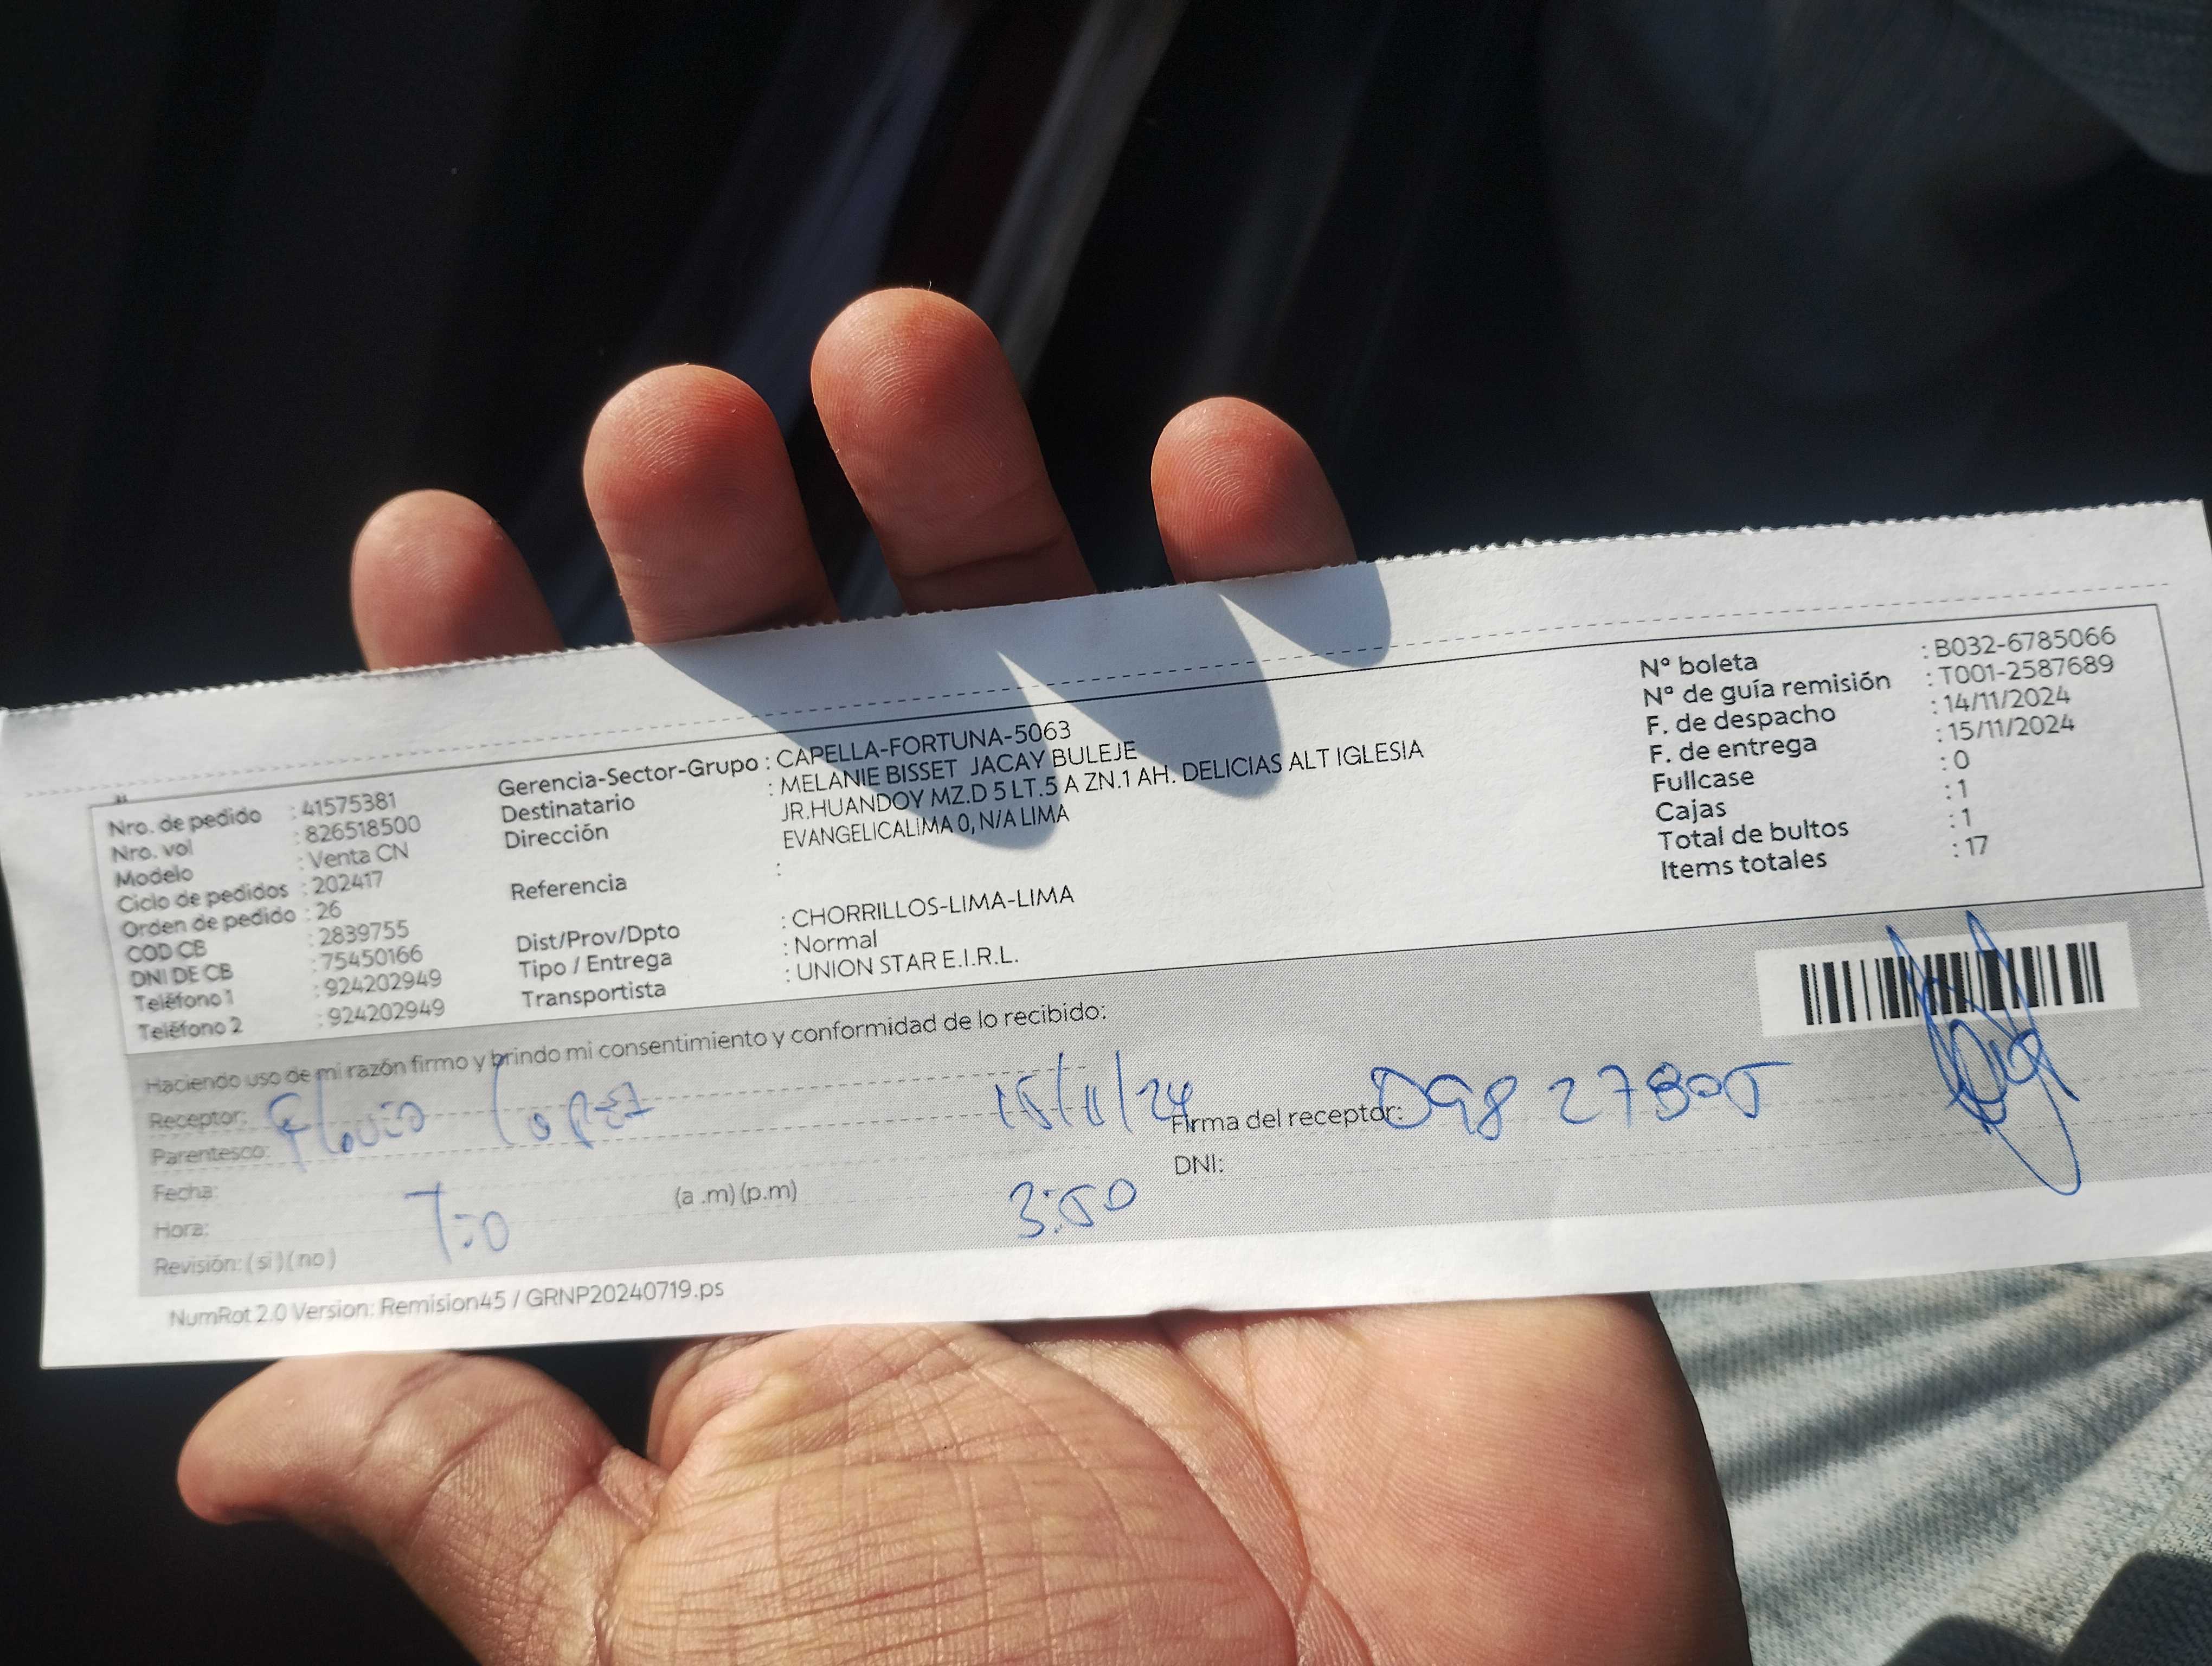 Nro. de pedido : 41575381
Nro. vol : 826518500
Modelo : Venta CN
Ciclo de pedidos : 202417
Orden de pedido : 26
COD CB : 2839755
DNI DE CB : 75450166
Teléfono 1 : 924202949
Teléfono 2 : 924202949
Gerencia-Sector-Grupo : CAPELLA-FORTUNA-5063
Destinatario : MELANIE BISSET JACAY BULEJE
Dirección : JR.HUANDOY MZ.D 5 LT.5 A ZN.1 AH. DELICIAS ALT IGLESIA
EVANGELICALIMA 0, N/A LIMA
Referencia :
Dist/Prov/Dpto : CHORRILLOS-LIMA-LIMA
Tipo / Entrega : Normal
Transportista : UNION STAR E.I.R.L.
N° boleta : B032-6785066
N° de guía remisión : T001-2587689
F. de despacho : 14/11/2024
F. de entrega : 15/11/2024
Fullcase : 0
Cajas : 1
Total de bultos : 1
Items totales : 17
Haciendo uso de mi razón firmo y brindo mi consentimiento y conformidad de lo recibido:
Receptor: Lopez 15/11/24
Parentesco:
Firma del receptor:
DNI:
Fecha:
Hora: (a .m) (p.m) 3:50
Revisión: ( si ) ( no )
NumRot 2.0 Version: Remision45 / GRNP20240719.ps